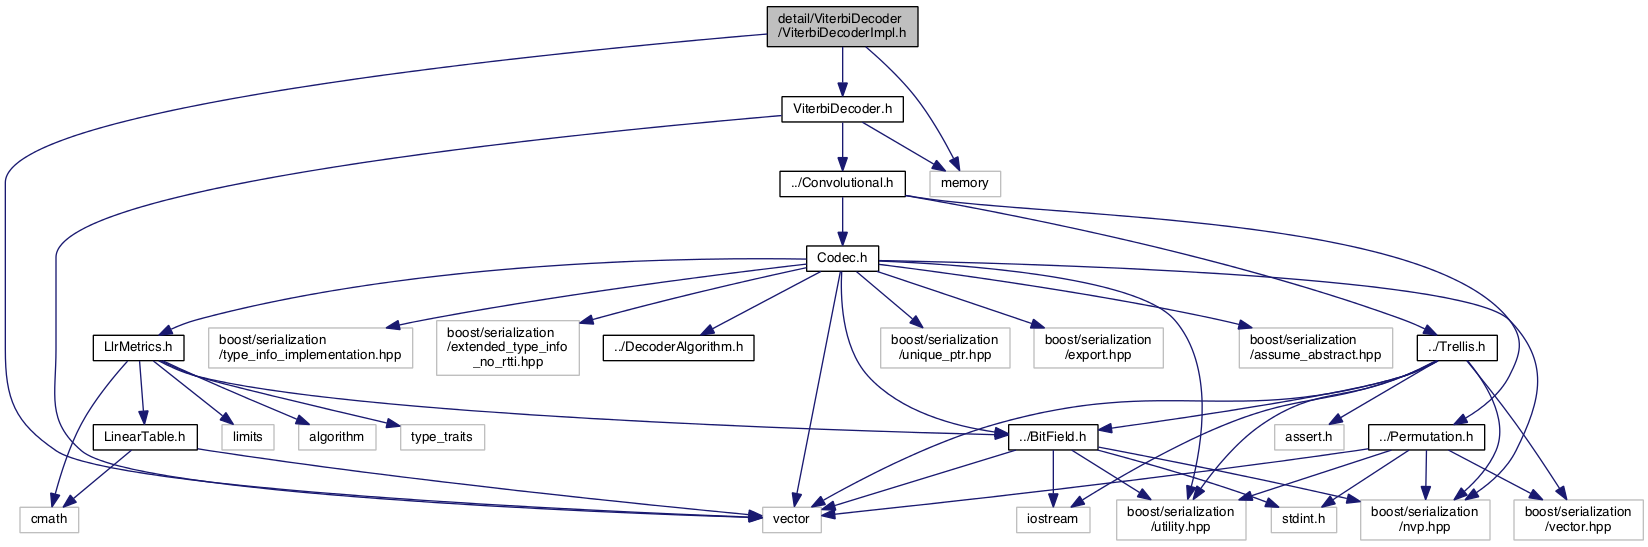 detail/ViterbiDecoder
/ViterbiDecoderImpl.h
ViterbiDecoder.h
../Convolutional.h
memory
Codec.h
LlrMetrics.h
boost/serialization
/type_info_implementation.hpp
boost/serialization
/extended_type_info
_no_rtti.hpp
../DecoderAlgorithm.h
boost/serialization
/unique_ptr.hpp
boost/serialization
/export.hpp
boost/serialization
/assume_abstract.hpp
../Trellis.h
LinearTable.h
limits
algorithm
type_traits
../BitField.h
assert.h
../Permutation.h
cmath
vector
iostream
boost/serialization
/utility.hpp
stdint.h
boost/serialization
/nvp.hpp
boost/serialization
/vector.hpp